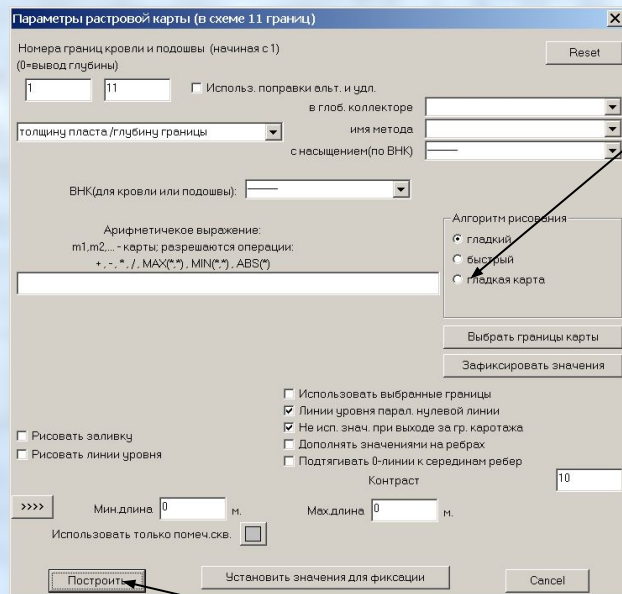 Параметры растровой карты (в схеме 11 границ)
Номера границ кровли и подошвы (начиная с 1)
(0=вывод глубины)
Reset
1 11 Использ. поправки альт. и удл.
в глоб. коллекторе
толщину пласта /глубину границы имя метода
с насыщением(по ВНК)
ВНК(для кровли или подошвы):
Арифметичекое выражение:
m1,m2,... - карты; разрешаются операции:
+ , - , * , / , MAX(*,*) , MIN(*,*) , ABS(*)
Алгоритм рисования
гладкий
быстрый
гладкая карта
Выбрать границы карты
Зафиксировать значения
Использовать выбранные границы
Линии уровня парал. нулевой линии
Не исп. знач. при выходе за гр. каротажа
Рисовать заливку
Дополнять значениями на ребрах
Рисовать линии уровня
Подтягивать 0-линии к серединам ребер
Контраст 10
>>>> Мин.длина 0 м. Мах.длина 0 м.
Использовать только помеч.скв.
Построить Установить значения для фиксации Cancel